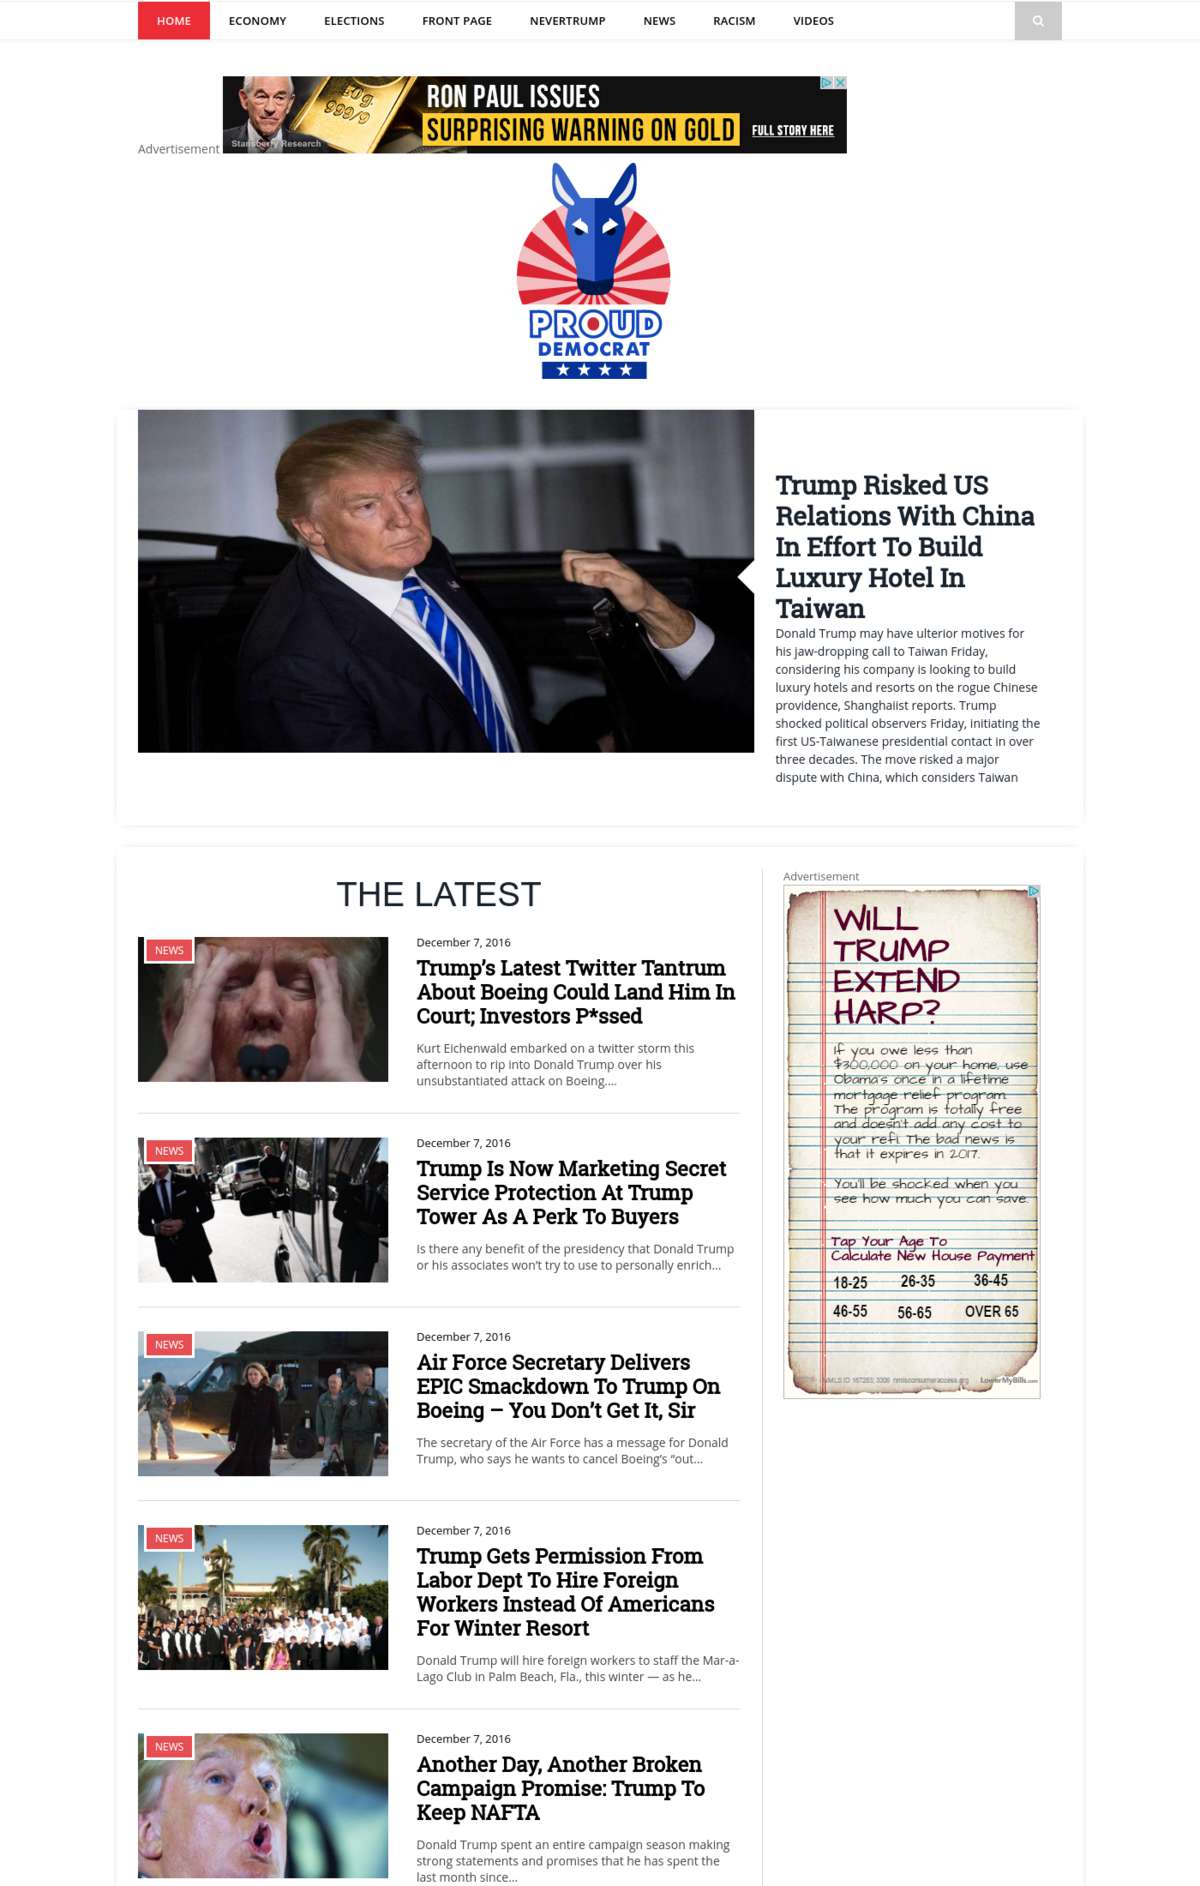 HOME ECONOMY ELECTIONS FRONT PAGE NEVERTRUMP NEWS RACISM VIDEOS
RON PAUL ISSUES
SURPRISING WARNING ON GOLD
FULL STORY HERE
Stansberry Research
Advertisement
PROUD
DEMOCRAT
Trump Risked US
Relations With China
In Effort To Build
Luxury Hotel In
Taiwan
Donald Trump may have ulterior motives for
his jaw-dropping call to Taiwan Friday,
considering his company is looking to build
luxury hotels and resorts on the rogue Chinese
providence, Shanghaiist reports. Trump
shocked political observers Friday, initiating the
first US-Taiwanese presidential contact in over
three decades. The move risked a major
dispute with China, which considers Taiwan
THE LATEST
NEWS
December 7, 2016
Trump's Latest Twitter Tantrum
About Boeing Could Land Him In
Court; Investors P*ssed
Kurt Eichenwald embarked on a twitter storm this
afternoon to rip into Donald Trump over his
unsubstantiated attack on Boeing....
NEWS
December 7, 2016
Trump Is Now Marketing Secret
Service Protection At Trump
Tower As A Perk To Buyers
Is there any benefit of the presidency that Donald Trump
or his associates won't try to use to personally enrich...
NEWS
December 7, 2016
Air Force Secretary Delivers
EPIC Smackdown To Trump On
Boeing – You Don't Get It, Sir
The secretary of the Air Force has a message for Donald
Trump, who says he wants to cancel Boeing's “out...
NEWS
December 7, 2016
Trump Gets Permission From
Labor Dept To Hire Foreign
Workers Instead Of Americans
For Winter Resort
Donald Trump will hire foreign workers to staff the Mar-a-
Lago Club in Palm Beach, Fla., this winter — as he...
NEWS
December 7, 2016
Another Day, Another Broken
Campaign Promise: Trump To
Keep NAFTA
Donald Trump spent an entire campaign season making
strong statements and promises that he has spent the
last month since...
Advertisement
WILL
TRUMP
EXTEND
HARP?
If you owe less than
$300,000 on your home, use
Obama's once in a lifetime
mortgage relief program.
The program is totally free
and doesn't add any cost to
your refi. The bad news is
that it expires in 2017.
You'll be shocked when you
see how much you can save.
Tap Your Age To
Calculate New House Payment
18-25 26-35 36-45
46-55 56-65 OVER 65
NMLS ID 167283; 3306 nmlsconsumeraccess.org LowerMyBills.com